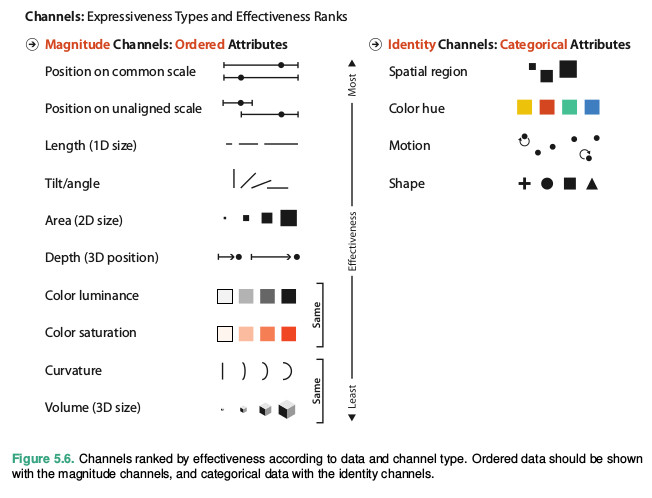 Channels: Expressiveness Types and Effectiveness Ranks
Magnitude Channels: Ordered Attributes
Position on common scale
Position on unaligned scale
Length (1D size)
Tilt/angle
Area (2D size)
Depth (3D position)
Color luminance
Color saturation
Curvature
Volume (3D size)
Same
Same
Most
Effectiveness
Least
Identity Channels: Categorical Attributes
Spatial region
Color hue
Motion
Shape
Figure 5.6. Channels ranked by effectiveness according to data and channel type. Ordered data should be shown
with the magnitude channels, and categorical data with the identity channels.